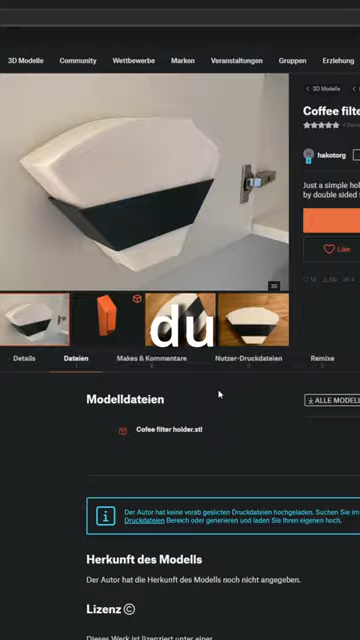 3D Modelle Community Wettbewerbe Marken Veranstaltungen Gruppen Erziehung
3D Modelle
Coffee filte
hakotorg
Just a simple hol
by double sided
Like
3D
du
Details Dateien Makes & Kommentare Nutzer-Druckdateien Remixe
Modelldateien
ALLE MODELL
Cofee filter holder.stl
Der Autor hat keine vorab geslicten Druckdateien hochgeladen. Suchen Sie im
Druckdateien Bereich oder generieren und laden Sie Ihren eigenen hoch.
Herkunft des Modells
Der Autor hat die Herkunft des Modells noch nicht angegeben.
Lizenz
Dieses Werk ist lizenziert unter einer